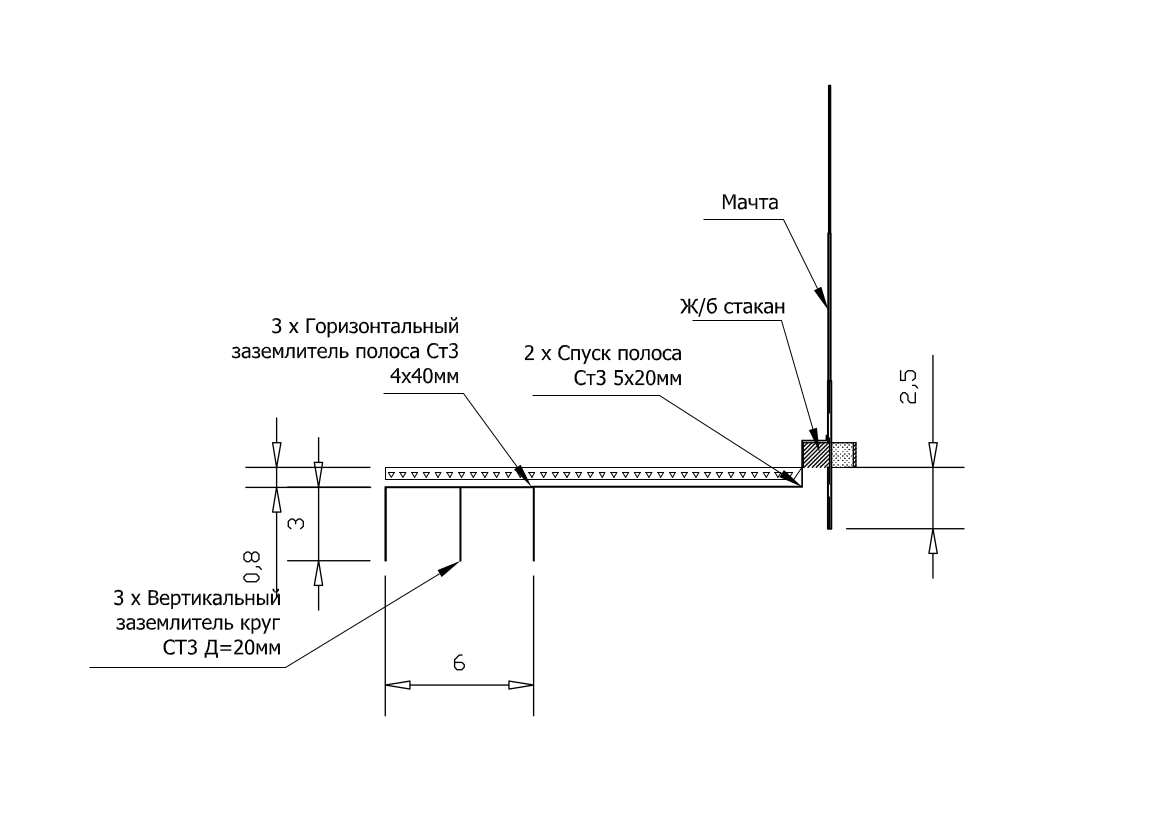 Мачта
Ж/б стакан
3 х Горизонтальный
заземлитель полоса Ст3
4х40мм
2 х Спуск полоса
Ст3 5х20мм
2,5
3
0,8
3 х Вертикальный
заземлитель круг
СТ3 Д=20мм
6